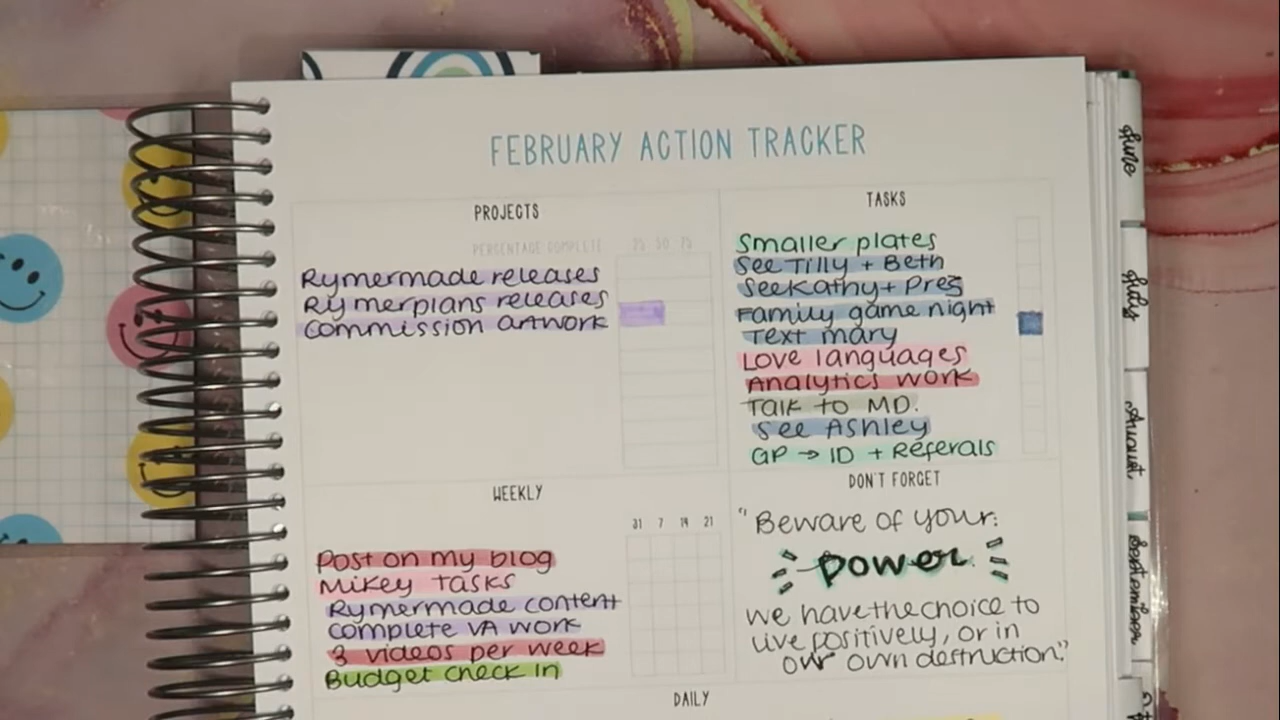 FEBRUARY ACTION TRACKER
PROJECTS
PERCENTAGE COMPLETE 25 50 75
Rymermade releases
Rymerplans releases
Commission artwork
TASKS
Smaller plates
See Tilly + Beth
See Kathy + Pres
Family game night
Text mary
Love languages
Analytics work
Talk to MD.
See Ashley
GP → ID + Referals
WEEKLY
31 7 14 21
Post on my blog
Mikey Tasks
Rymermade content
Complete VA work
3 videos per week
Budget check in
DON'T FORGET
"Beware of your:
power
we have the choice to
live positively, or in
our own destruction."
DAILY
June
July
August
September